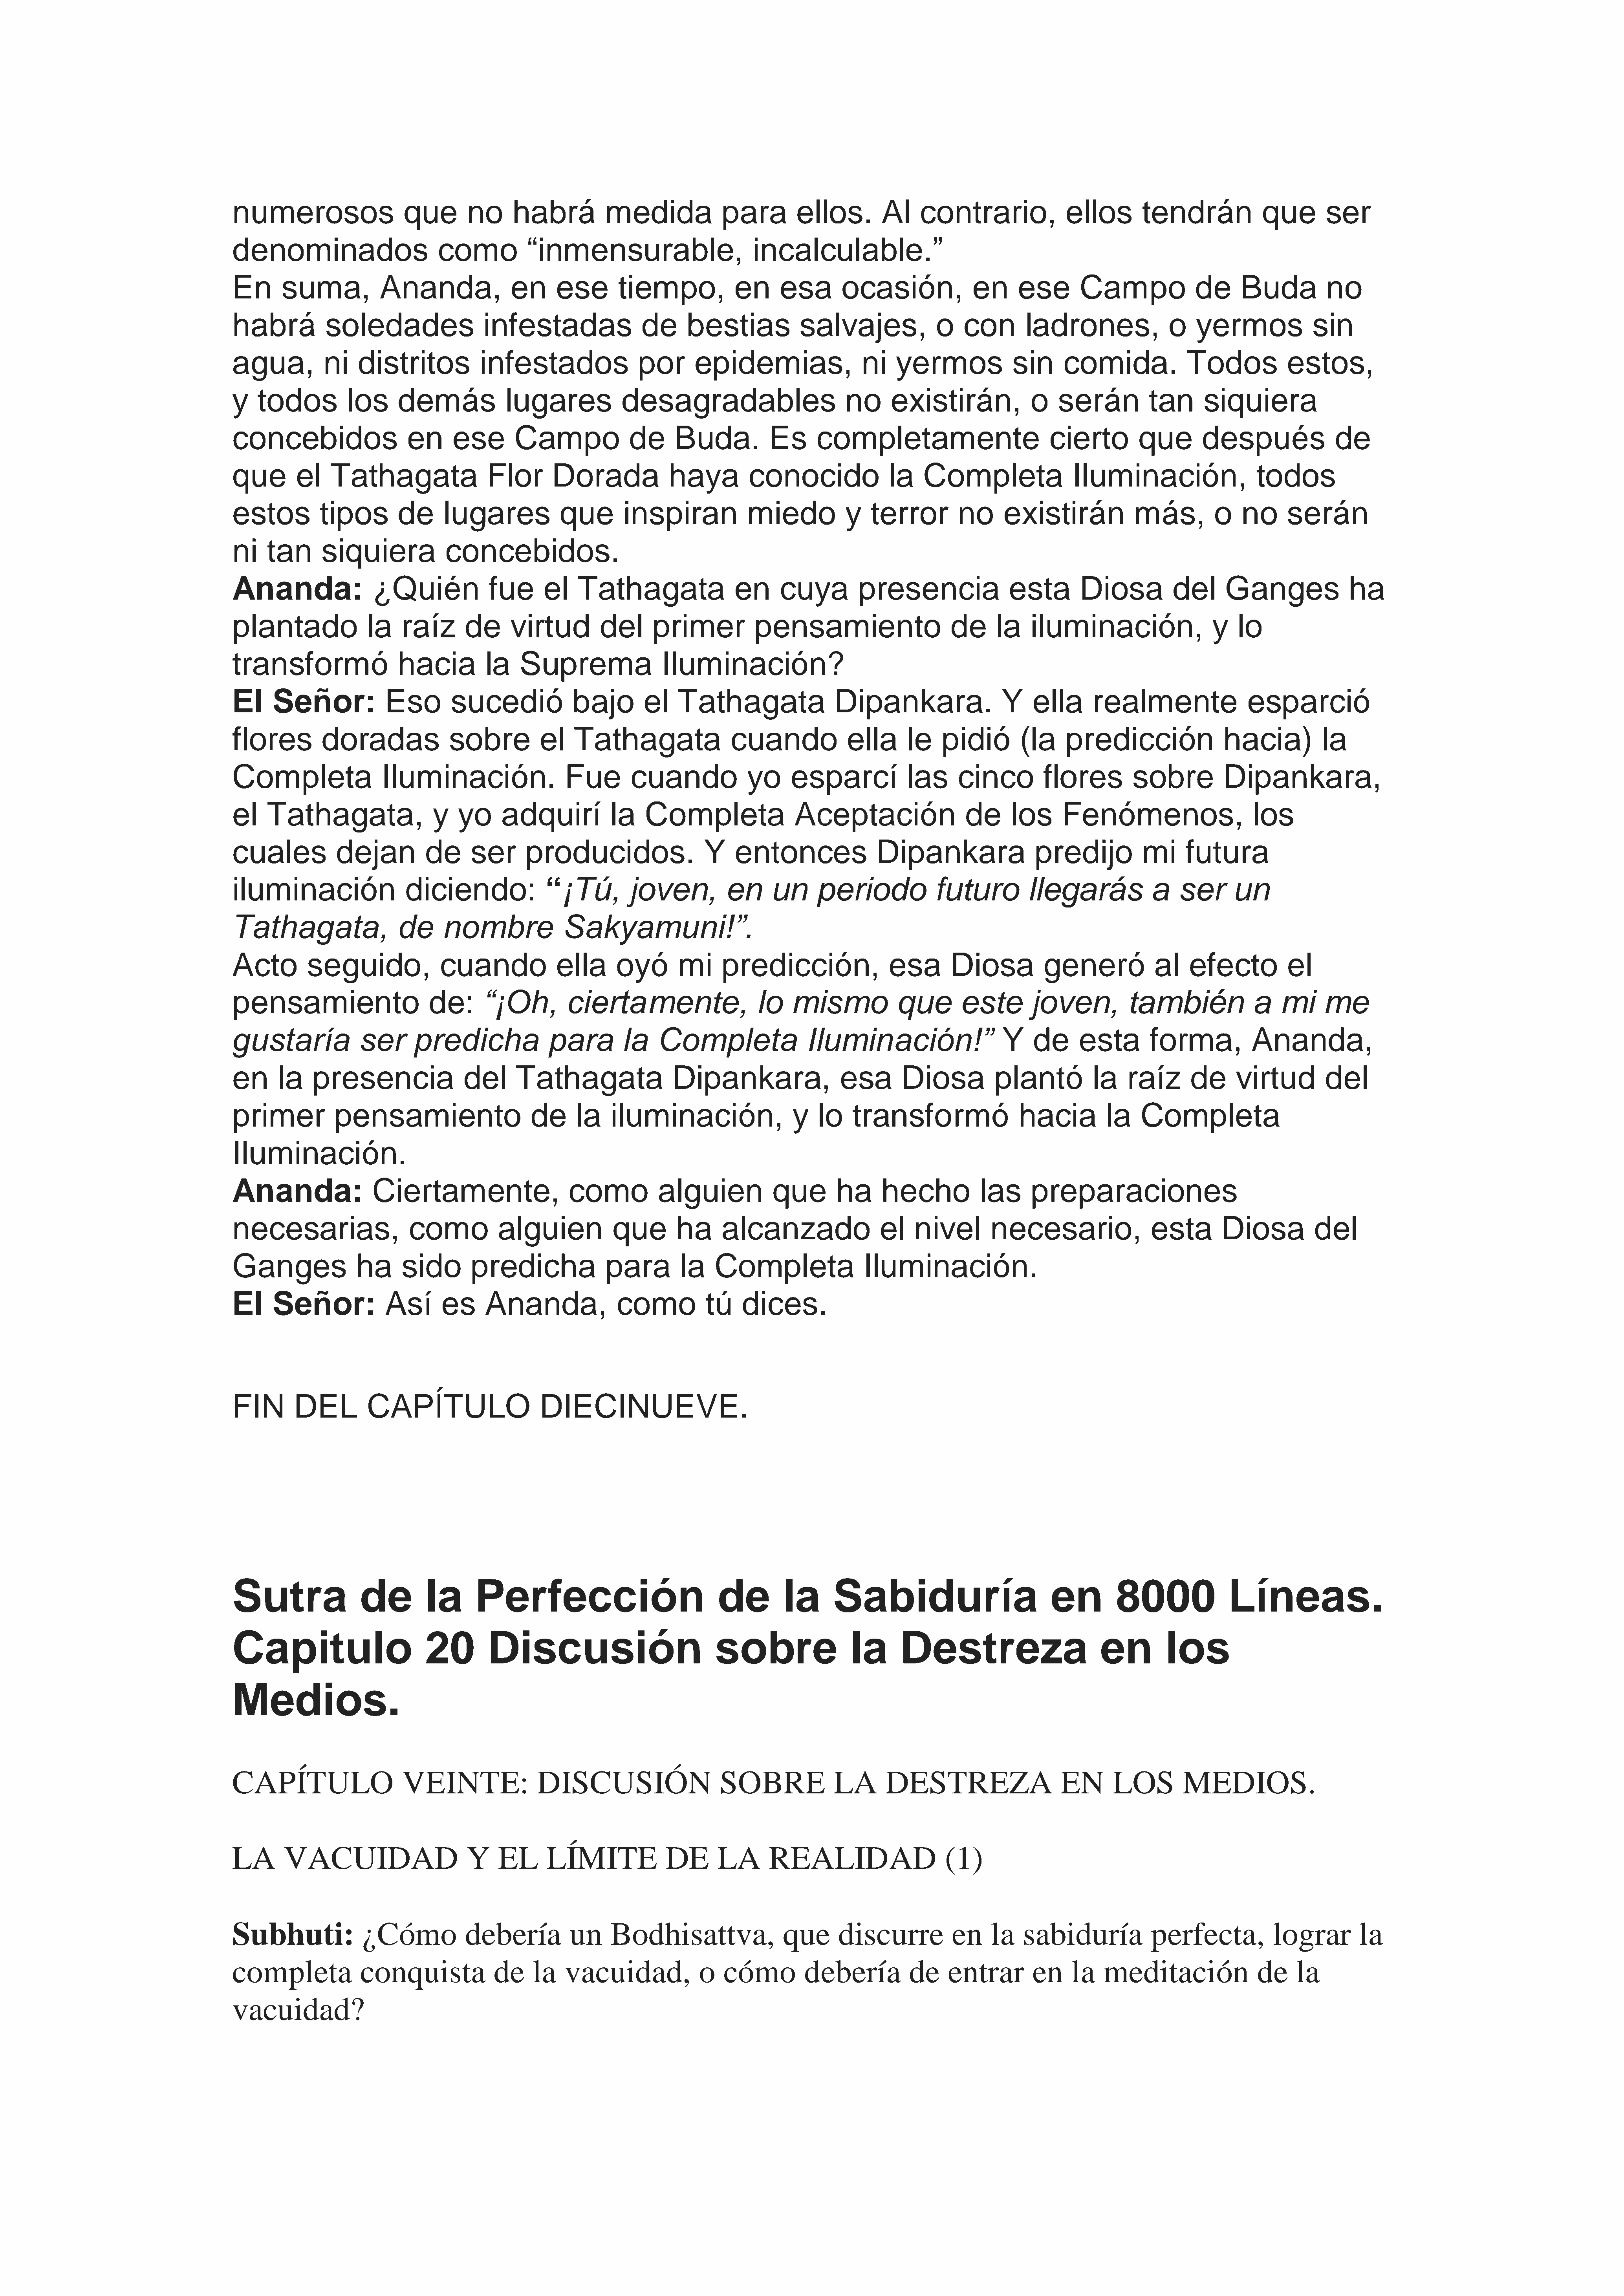 numerosos que no habrá medida para ellos. Al contrario, ellos tendrán que ser
denominados como “inmensurable, incalculable.”
En suma, Ananda, en ese tiempo, en esa ocasión, en ese Campo de Buda no
habrá soledades infestadas de bestias salvajes, o con ladrones, o yermos sin
agua, ni distritos infestados por epidemias, ni yermos sin comida. Todos estos,
y todos los demás lugares desagradables no existirán, o serán tan siquiera
concebidos en ese Campo de Buda. Es completamente cierto que después de
que el Tathagata Flor Dorada haya conocido la Completa Iluminación, todos
estos tipos de lugares que inspiran miedo y terror no existirán más, o no serán
ni tan siquiera concebidos.
Ananda: ¿Quién fue el Tathagata en cuya presencia esta Diosa del Ganges ha
plantado la raíz de virtud del primer pensamiento de la iluminación, y lo
transformó hacia la Suprema Iluminación?
El Señor: Eso sucedió bajo el Tathagata Dipankara. Y ella realmente esparció
flores doradas sobre el Tathagata cuando ella le pidió (la predicción hacia) la
Completa Iluminación. Fue cuando yo esparcí las cinco flores sobre Dipankara,
el Tathagata, y yo adquirí la Completa Aceptación de los Fenómenos, los
cuales dejan de ser producidos. Y entonces Dipankara predijo mi futura
iluminación diciendo: “¡Tú, joven, en un periodo futuro llegarás a ser un
Tathagata, de nombre Sakyamuni!”.
Acto seguido, cuando ella oyó mi predicción, esa Diosa generó al efecto el
pensamiento de: “¡Oh, ciertamente, lo mismo que este joven, también a mi me
gustaría ser predicha para la Completa Iluminación!” Y de esta forma, Ananda,
en la presencia del Tathagata Dipankara, esa Diosa plantó la raíz de virtud del
primer pensamiento de la iluminación, y lo transformó hacia la Completa
Iluminación.
Ananda: Ciertamente, como alguien que ha hecho las preparaciones
necesarias, como alguien que ha alcanzado el nivel necesario, esta Diosa del
Ganges ha sido predicha para la Completa Iluminación.
El Señor: Así es Ananda, como tú dices.
FIN DEL CAPÍTULO DIECINUEVE.
Sutra de la Perfección de la Sabiduría en 8000 Líneas.
Capitulo 20 Discusión sobre la Destreza en los
Medios.
CAPÍTULO VEINTE: DISCUSIÓN SOBRE LA DESTREZA EN LOS MEDIOS.
LA VACUIDAD Y EL LÍMITE DE LA REALIDAD (1)
Subhuti: ¿Cómo debería un Bodhisattva, que discurre en la sabiduría perfecta, lograr la
completa conquista de la vacuidad, o cómo debería de entrar en la meditación de la
vacuidad?